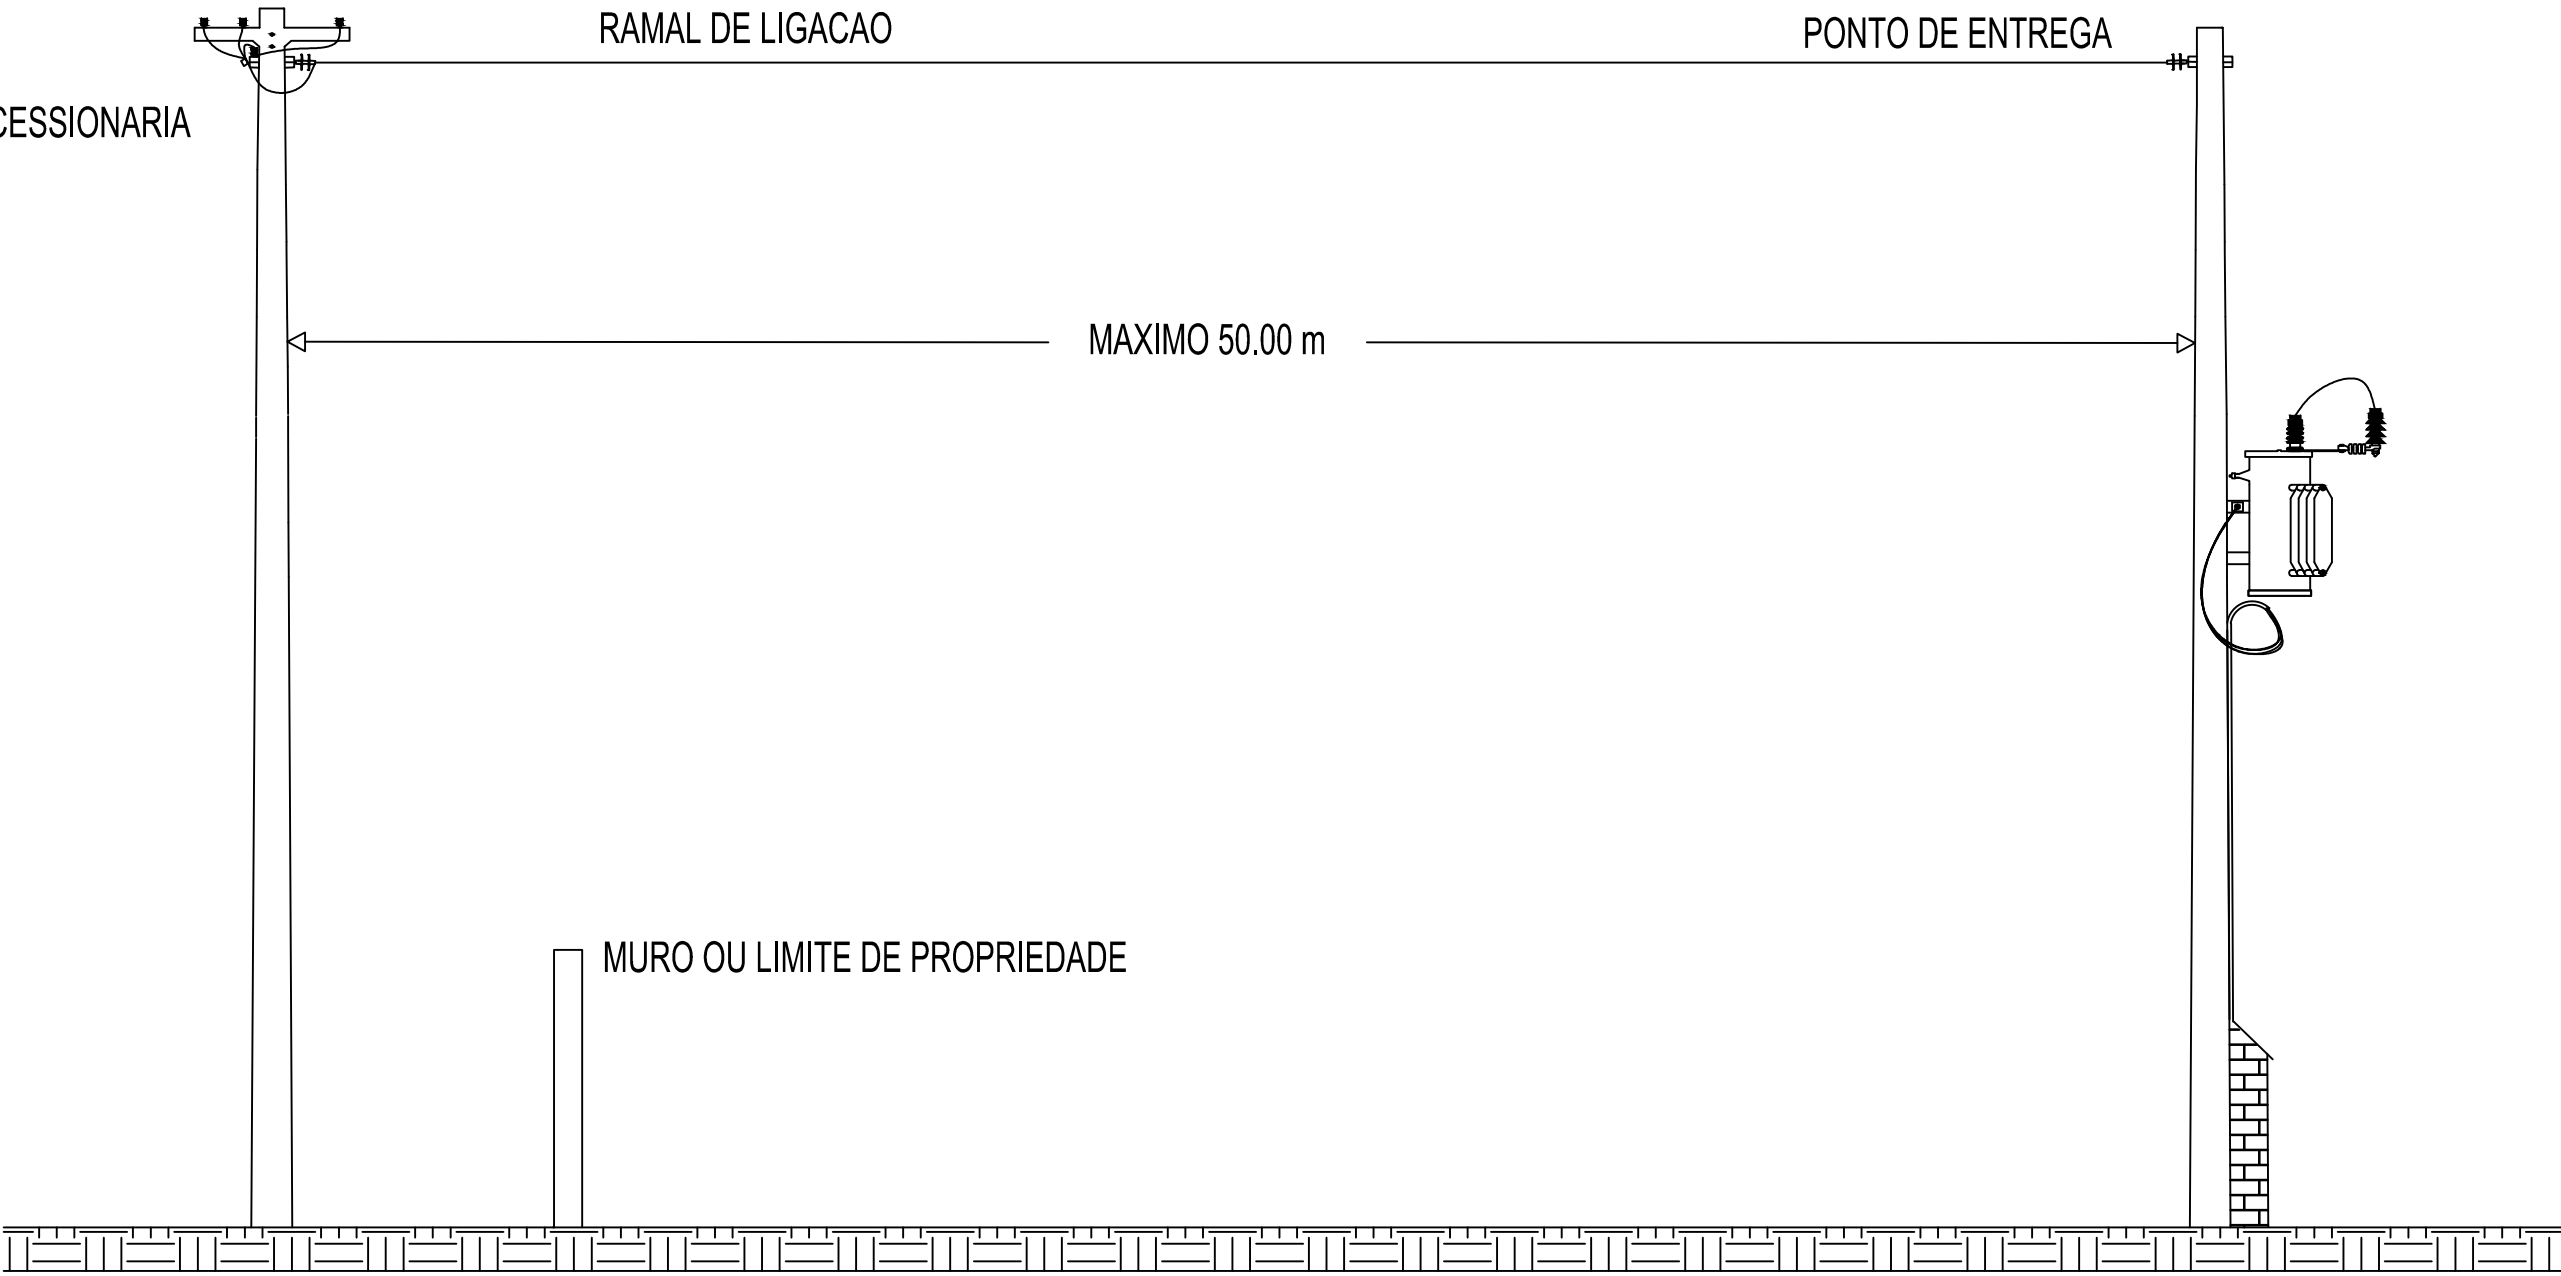 RAMAL DE LIGACAO
PONTO DE ENTREGA
CESSIONARIA
MAXIMO 50.00 m
MURO OU LIMITE DE PROPRIEDADE